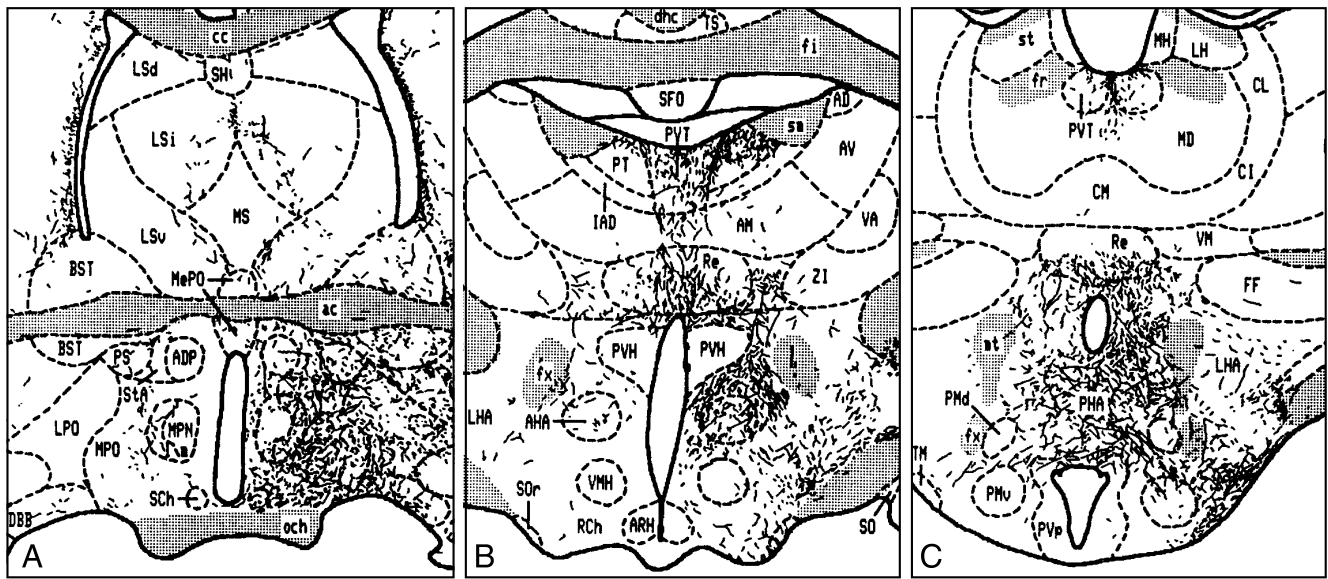 cc
LSd
SHi
LSi
MS
LSv
BST
MePO
ac
BST
PS
ADP
StA
LPO
MPO
MPN
SCh
DBB
och
A
dhc
TS
fi
SFO
AD
PVT
sm
PT
AV
IAD
AM
VA
Re
ZI
PVH
PVH
fx
LHA
AHA
VMH
SOr
RCh
ARH
SO
B
st
MH
LH
fr
CL
PVT
MD
CI
CM
Re
VM
FF
mt
LHA
PMd
PHA
fx
TM
PMv
PVp
C